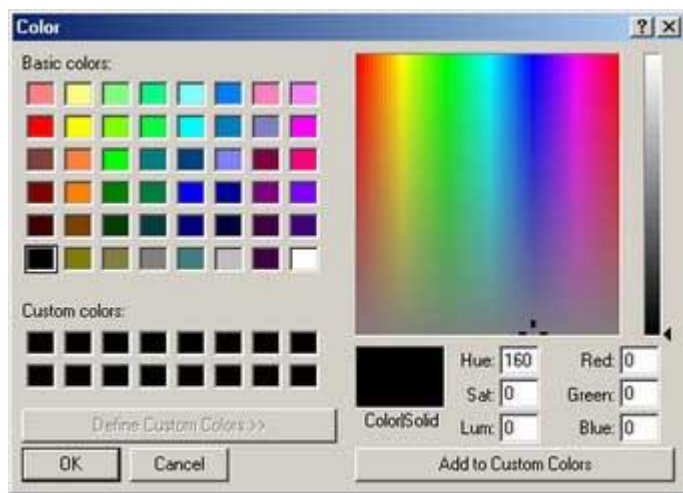 Color
Basic colors:
Custom colors:
Define Custom Colors >>
OK Cancel
Color|Solid
Hue: 160 Red: 0
Sat: 0 Green: 0
Lum: 0 Blue: 0
Add to Custom Colors